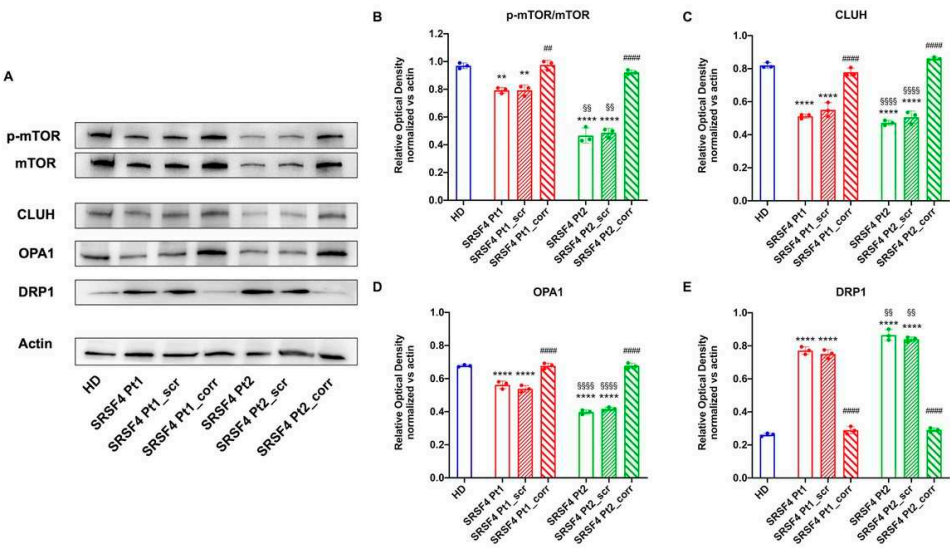 A
p-mTOR
mTOR
CLUH
OPA1
DRP1
Actin
HD
SRSF4 Pt1
SRSF4 Pt1_scr
SRSF4 Pt1_corr
SRSF4 Pt2
SRSF4 Pt2_scr
SRSF4 Pt2_corr
B
p-mTOR/mTOR
Relative Optical Density
normalized vs actin
1.2
1.0
0.8
0.6
0.4
0.2
0.0
** ** ##
§§ §§
**** **** ####
HD
SRSF4 Pt1
SRSF4 Pt1_scr
SRSF4 Pt1_corr
SRSF4 Pt2
SRSF4 Pt2_scr
SRSF4 Pt2_corr
C
CLUH
Relative Optical Density
normalized vs actin
1.0
0.8
0.6
0.4
0.2
0.0
**** **** ####
§§§§ §§§§
**** **** ####
HD
SRSF4 Pt1
SRSF4 Pt1_scr
SRSF4 Pt1_corr
SRSF4 Pt2
SRSF4 Pt2_scr
SRSF4 Pt2_corr
D
OPA1
Relative Optical Density
normalized vs actin
1.0
0.8
0.6
0.4
0.2
0.0
**** **** ####
§§§§ §§§§
**** **** ####
HD
SRSF4 Pt1
SRSF4 Pt1_scr
SRSF4 Pt1_corr
SRSF4 Pt2
SRSF4 Pt2_scr
SRSF4 Pt2_corr
E
DRP1
Relative Optical Density
normalized vs actin
1.0
0.8
0.6
0.4
0.2
0.0
**** **** ####
§§ §§
**** **** ####
HD
SRSF4 Pt1
SRSF4 Pt1_scr
SRSF4 Pt1_corr
SRSF4 Pt2
SRSF4 Pt2_scr
SRSF4 Pt2_corr